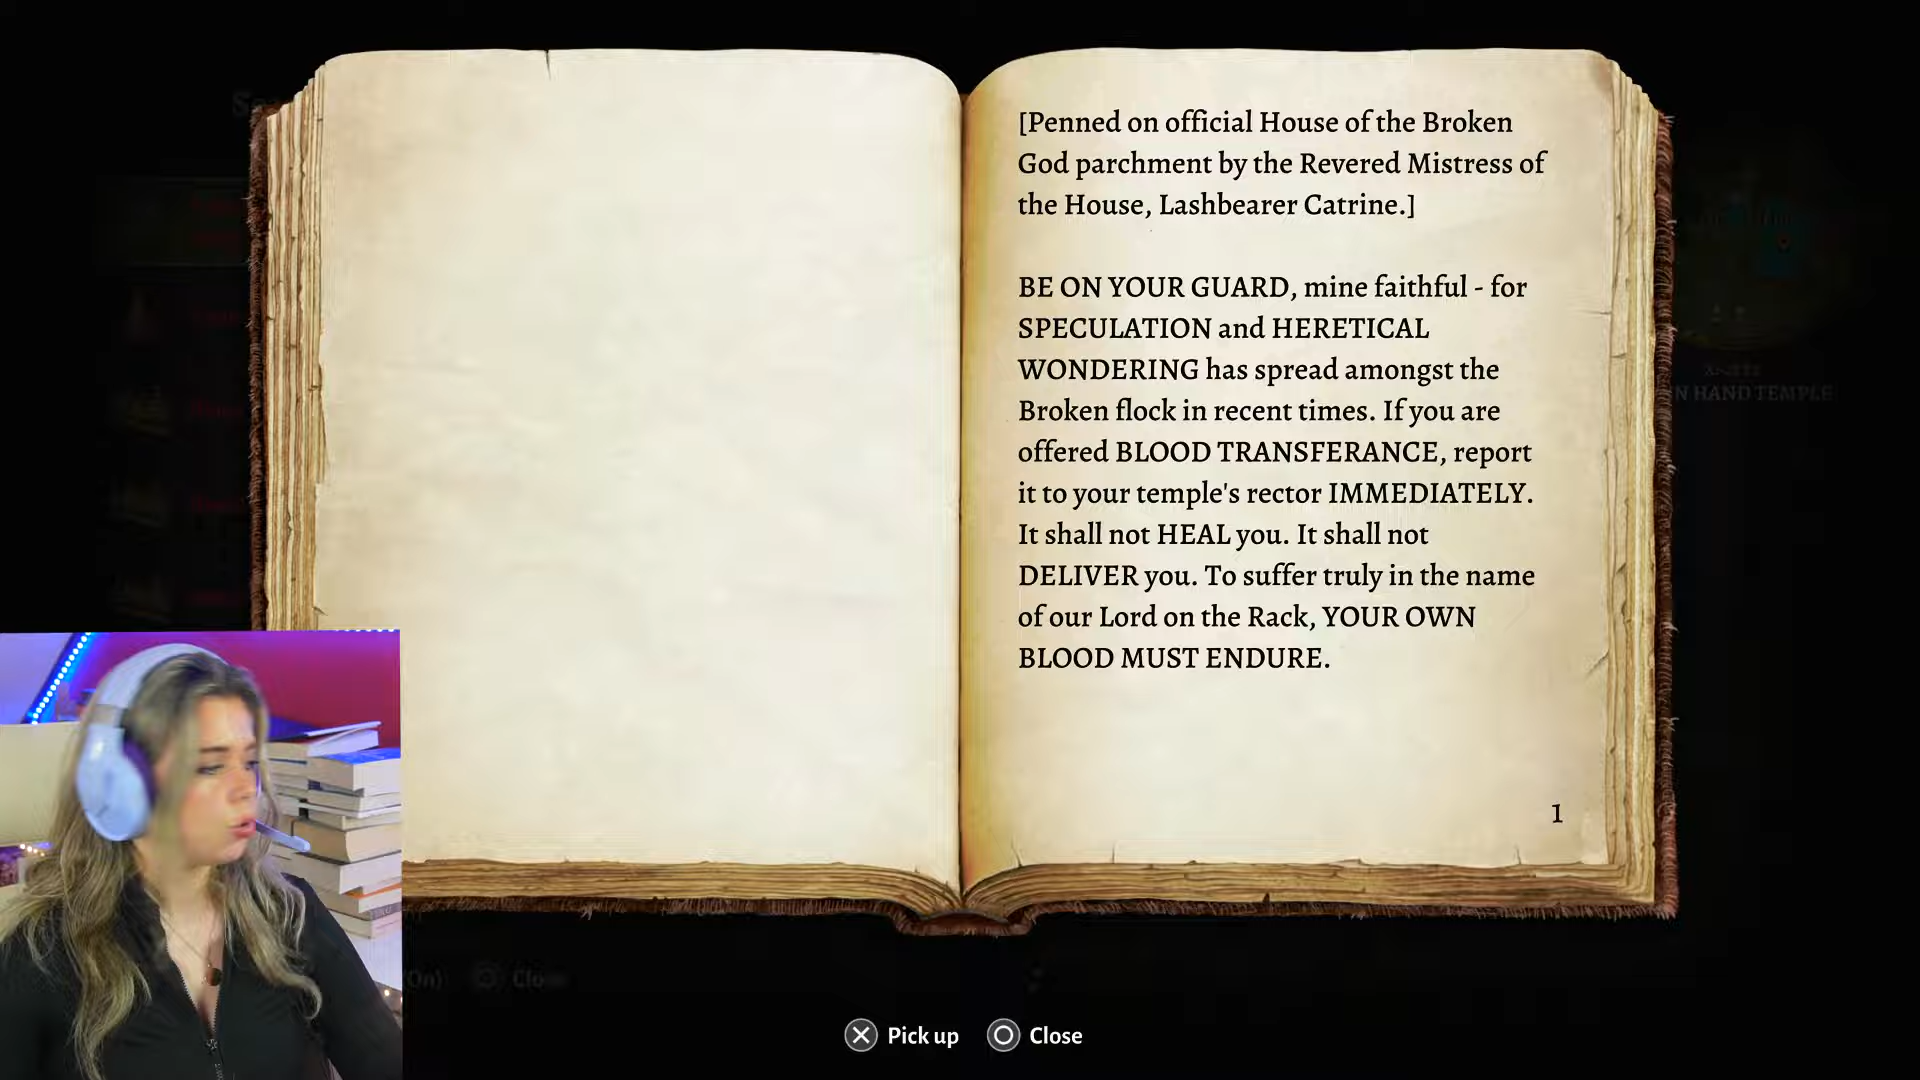 [Penned on official House of the Broken
God parchment by the Revered Mistress of
the House, Lashbearer Catrine.]
BE ON YOUR GUARD, mine faithful - for
SPECULATION and HERETICAL
WONDERING has spread amongst the
Broken flock in recent times. If you are
offered BLOOD TRANSFERANCE, report
it to your temple's rector IMMEDIATELY.
It shall not HEAL you. It shall not
DELIVER you. To suffer truly in the name
of our Lord on the Rack, YOUR OWN
BLOOD MUST ENDURE.
1
N HAND TEMPLE
On) Clo
Pick up Close